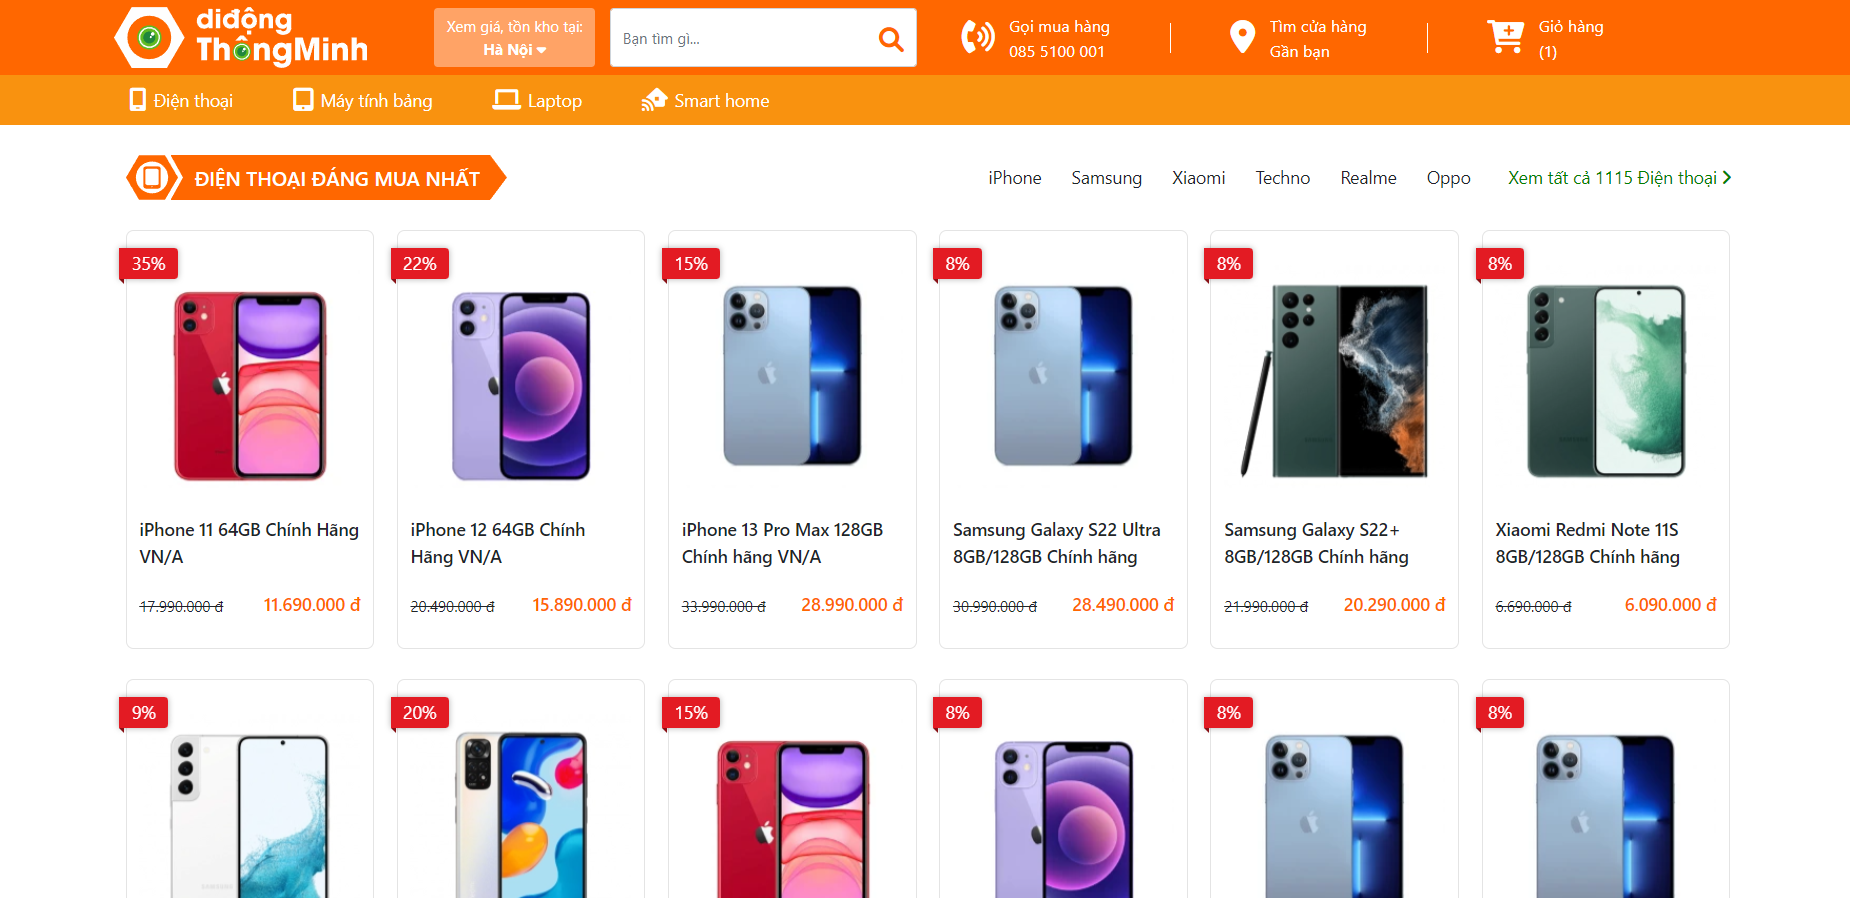 diđộng
ThôngMinh
Xem giá, tồn kho tại:
Hà Nội
Bạn tìm gì...
Gọi mua hàng
085 5100 001
Tìm cửa hàng
Gần bạn
Giỏ hàng
(1)
Điện thoại
Máy tính bảng
Laptop
Smart home
ĐIỆN THOẠI ĐÁNG MUA NHẤT
iPhone
Samsung
Xiaomi
Techno
Realme
Oppo
Xem tất cả 1115 Điện thoại
35%
iPhone 11 64GB Chính Hãng
VN/A
17.990.000 đ
11.690.000 đ
22%
iPhone 12 64GB Chính
Hãng VN/A
20.490.000 đ
15.890.000 đ
15%
iPhone 13 Pro Max 128GB
Chính hãng VN/A
33.990.000 đ
28.990.000 đ
8%
Samsung Galaxy S22 Ultra
8GB/128GB Chính hãng
30.990.000 đ
28.490.000 đ
8%
Samsung Galaxy S22+
8GB/128GB Chính hãng
21.990.000 đ
20.290.000 đ
8%
Xiaomi Redmi Note 11S
8GB/128GB Chính hãng
6.690.000 đ
6.090.000 đ
9%
20%
15%
8%
8%
8%